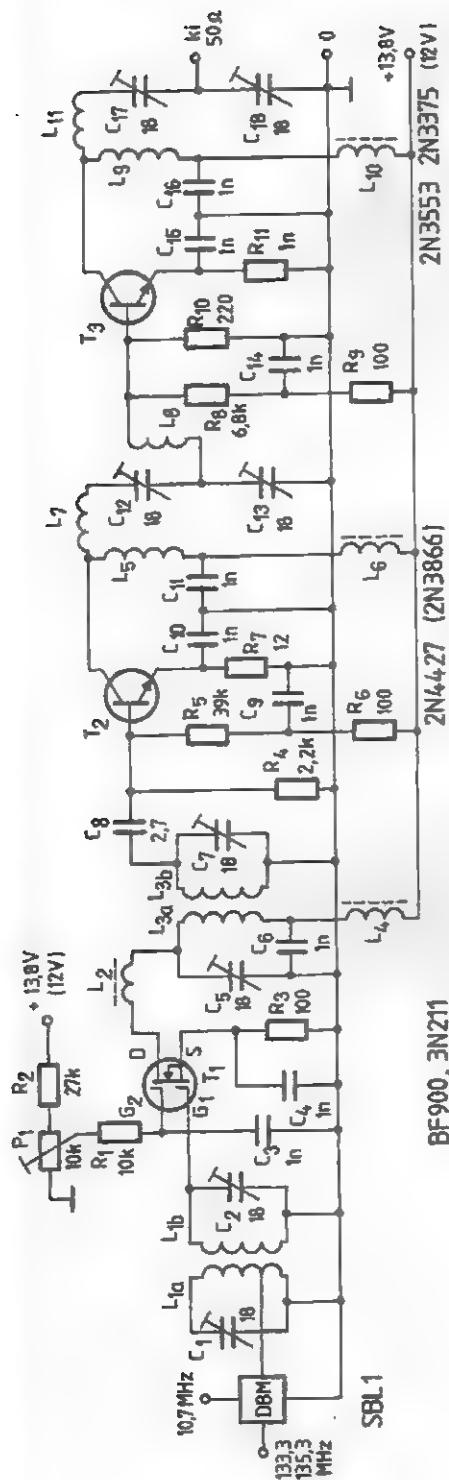 10,7MHz
133,3
135,3
MHz
DBM
SBL1
C1
18
L1a
L1b
C2
18
P1
10k
R2
27k
+13,8V
(12V)
R1
10k
G2
G1
D
S
T1
C3
1n
C4
1n
R3
100
BF900, 3N211
L2
C5
18
C6
1n
L3a
L3b
L4
C7
18
C8
2,7
R4
2,2k
R5
39k
T2
C9
1n
R6
100
R7
12
C10
1n
C11
1n
L5
L6
L7
C12
18
C13
18
2N4427 (2N3866)
L8
R8
6,8k
R9
100
C14
1n
R10
220
T3
R11
1n
C15
1n
C16
1n
L9
L10
L11
C17
18
C18
18
ki
50Ω
0
+13,8V
(12V)
2N3553 2N3375